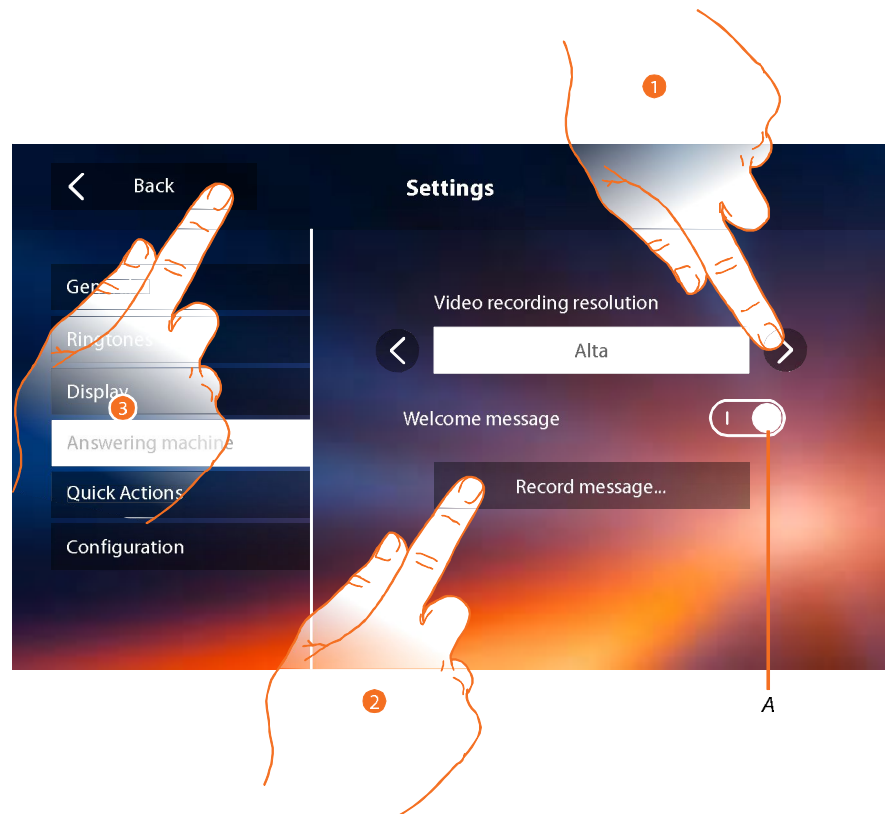 1
Back
Settings
General
Video recording resolution
Ringtones
Alta
Display
3
Welcome message
Answering machine
Record message...
Quick Actions
Configuration
2
A